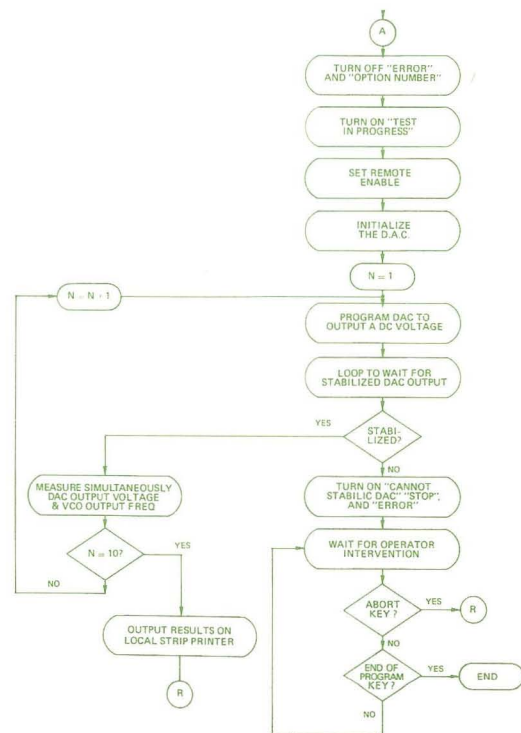 A
TURN OFF "ERROR"
AND "OPTION NUMBER"
TURN ON "TEST
IN PROGRESS"
SET REMOTE
ENABLE
INITIALIZE
THE D.A.C.
N = 1
N = N + 1
PROGRAM DAC TO
OUTPUT A DC VOLTAGE
LOOP TO WAIT FOR
STABILIZED DAC OUTPUT
YES
STABI-
LIZED?
NO
MEASURE SIMULTANEOUSLY
DAC OUTPUT VOLTAGE
& VCO OUTPUT FREQ
TURN ON "CANNOT
STABILIC DAC" "STOP",
AND "ERROR"
WAIT FOR OPERATOR
INTERVENTION
N = 10?
YES
NO
OUTPUT RESULTS ON
LOCAL STRIP PRINTER
R
ABORT
KEY?
YES
R
NO
END OF
PROGRAM
KEY?
YES
END
NO